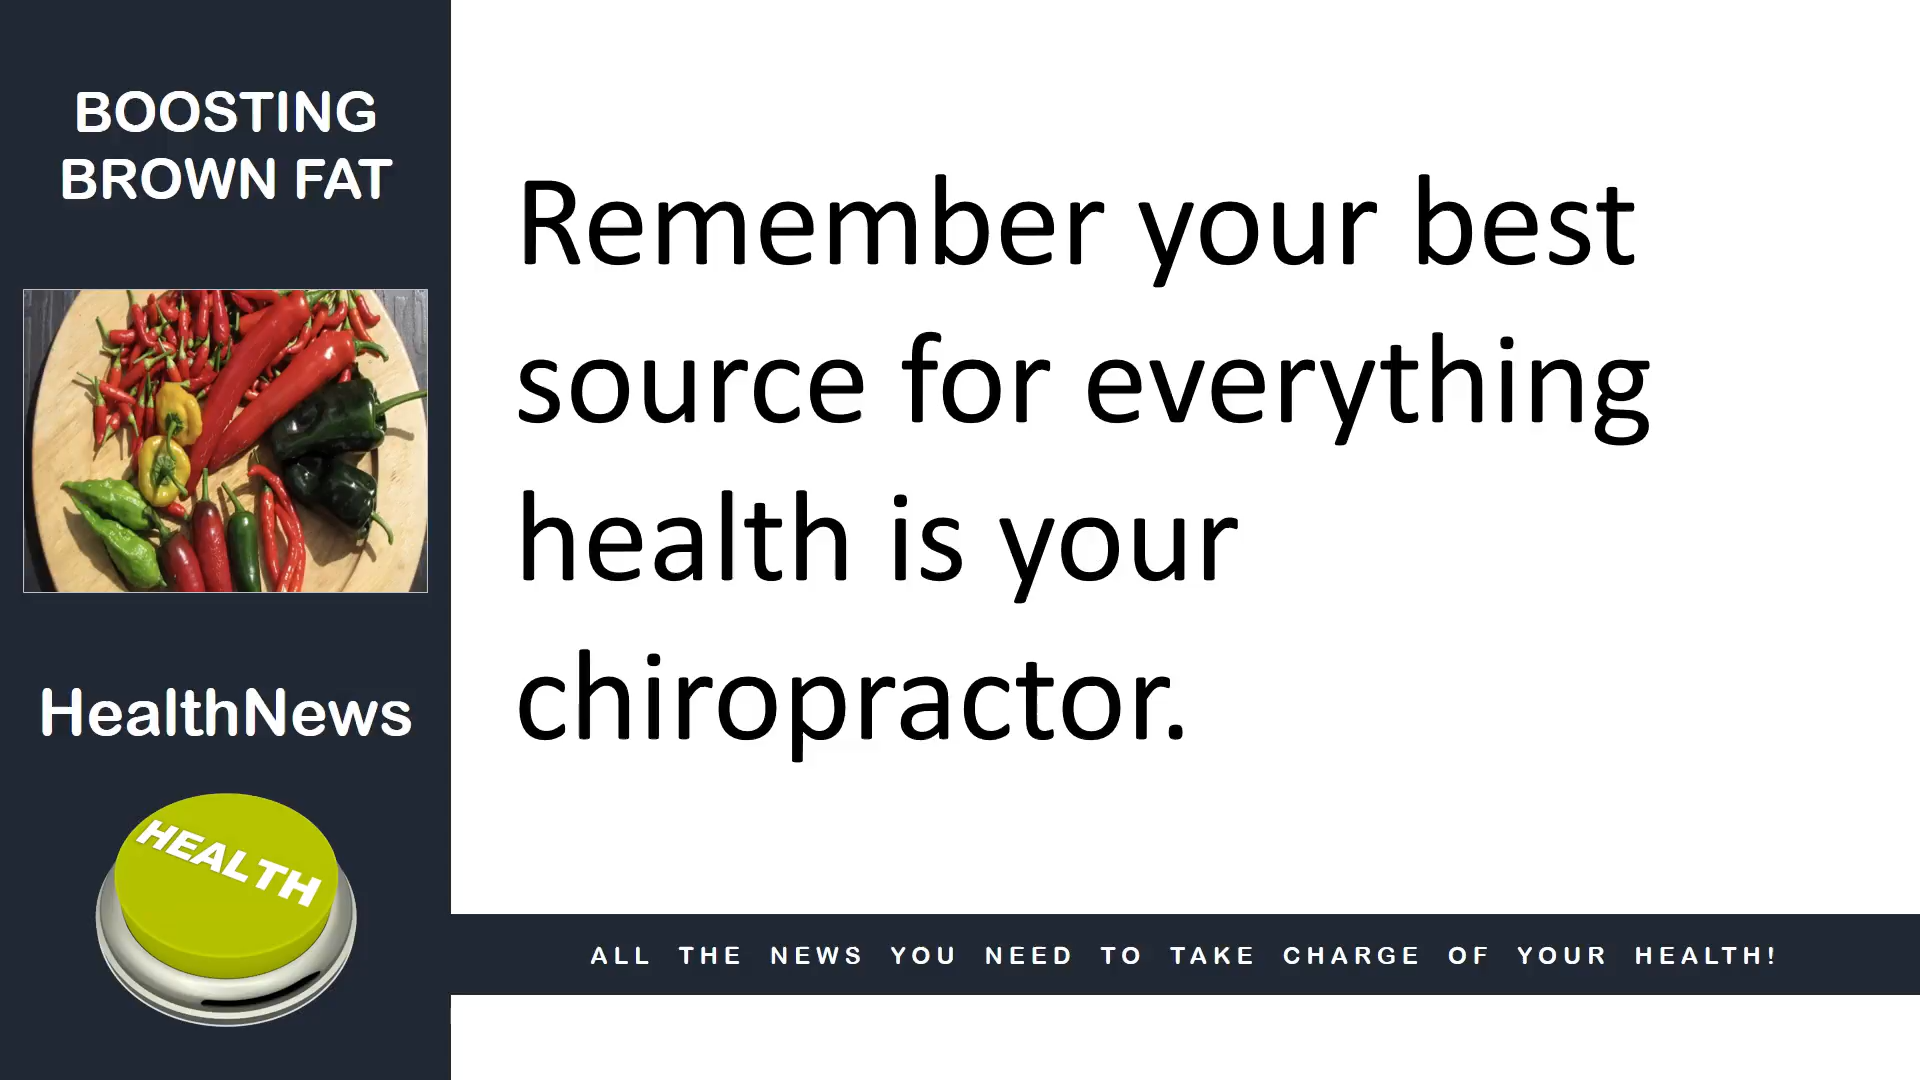 BOOSTING
BROWN FAT
HealthNews
HEALTH
Remember your best
source for everything
health is your
chiropractor.
ALL THE NEWS YOU NEED TO TAKE CHARGE OF YOUR HEALTH!